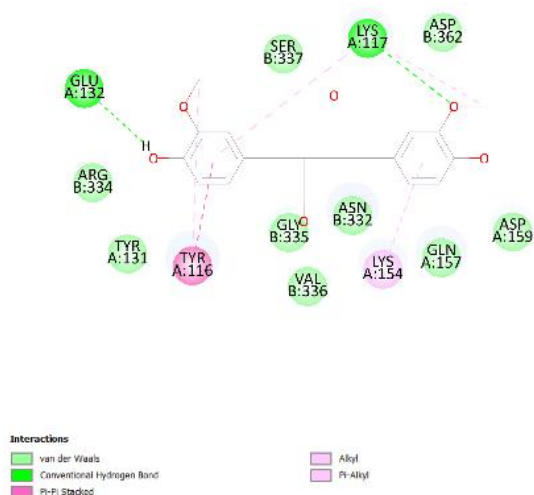 ASP
B:362
LYS
A:117
SER
B:337
O
GLU
A:132
O
O
H
O
O
ARG
B:334
ASN
B:332
O
GLY
B:335
ASP
A:159
TYR
A:131
GLN
A:157
TYR
A:116
LYS
A:154
VAL
B:336
Interactions
van der Waals
Conventional Hydrogen Bond
Pi-Pi Stacked
Alkyl
Pi-Alkyl